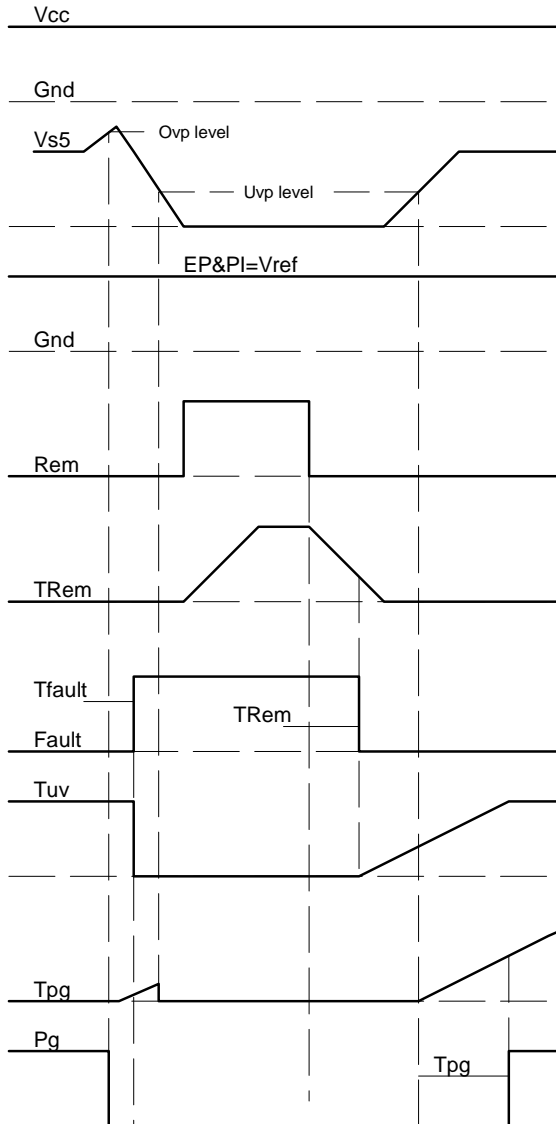 Vcc
Gnd
Vs5
Ovp level
Uvp level
EP&PI=Vref
Gnd
Rem
TRem
Tfault
TRem
Fault
Tuv
Tpg
Pg
Tpg